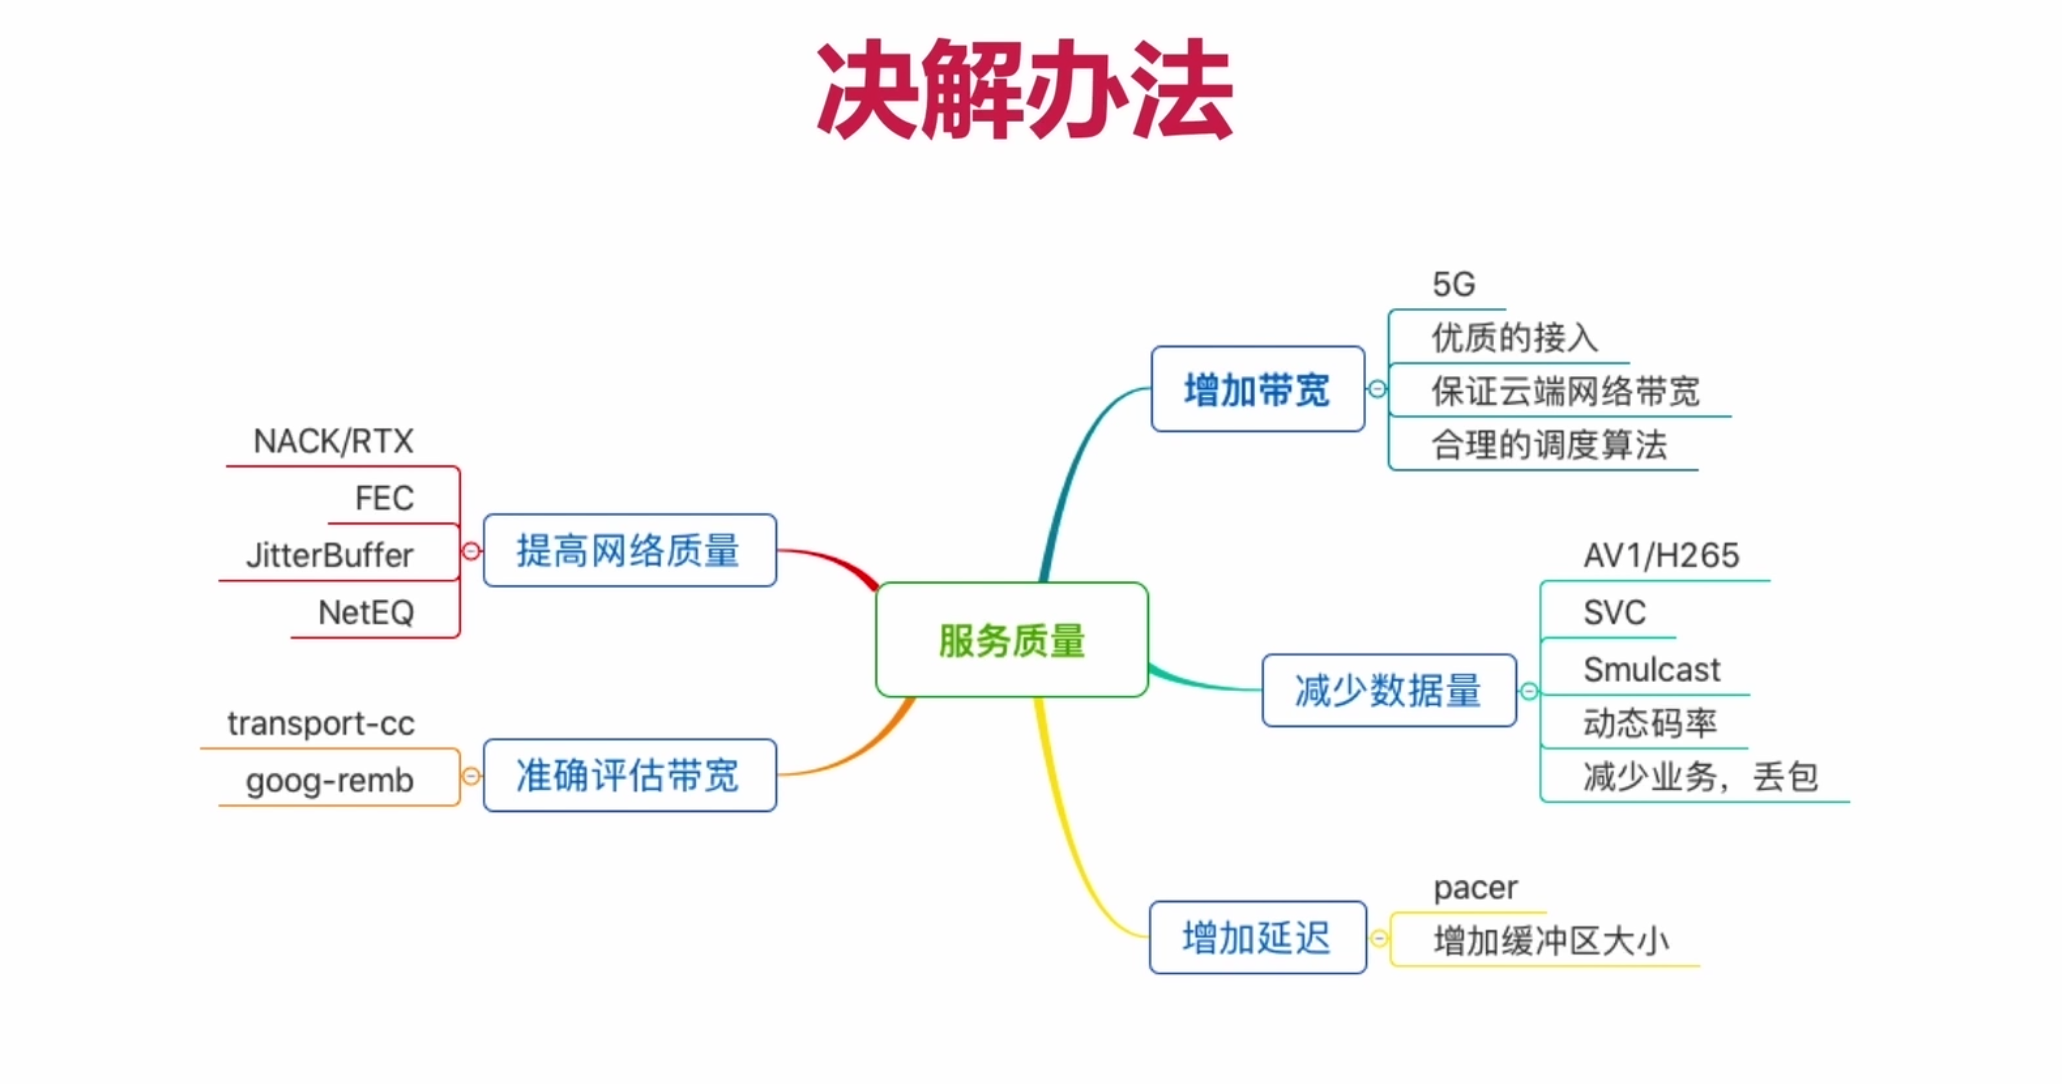 决解办法
服务质量
增加带宽
5G
优质的接入
保证云端网络带宽
合理的调度算法
减少数据量
AV1/H265
SVC
Smulcast
动态码率
减少业务，丢包
增加延迟
pacer
增加缓冲区大小
提高网络质量
NACK/RTX
FEC
JitterBuffer
NetEQ
准确评估带宽
transport-cc
goog-remb